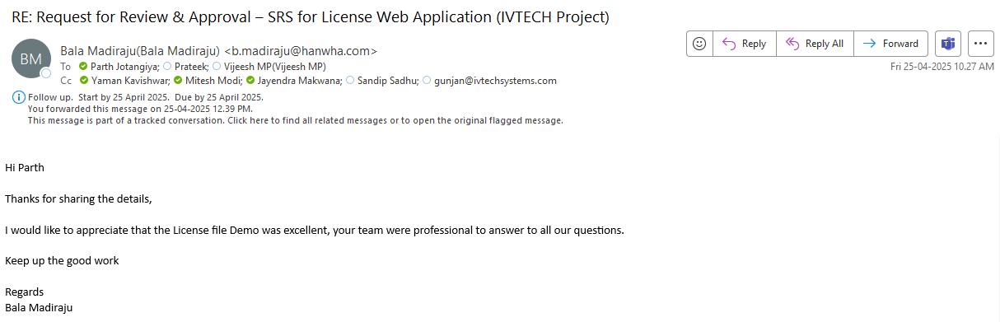 RE: Request for Review & Approval – SRS for License Web Application (IVTECH Project)
BM
Bala Madiraju(Bala Madiraju) <b.madiraju@hanwha.com>
Reply
Reply All
Forward
To Parth Jotangiya; Prateek; Vijeesh MP(Vijeesh MP)
Fri 25-04-2025 10.27 AM
Cc Yaman Kavishwar; Mitesh Modi; Jayendra Makwana; Sandip Sadhu; gunjan@ivtechsystems.com
Follow up. Start by 25 April 2025. Due by 25 April 2025.
You forwarded this message on 25-04-2025 12.39 PM.
This message is part of a tracked conversation. Click here to find all related messages or to open the original flagged message.
Hi Parth
Thanks for sharing the details,
I would like to appreciate that the License file Demo was excellent, your team were professional to answer to all our questions.
Keep up the good work
Regards
Bala Madiraju